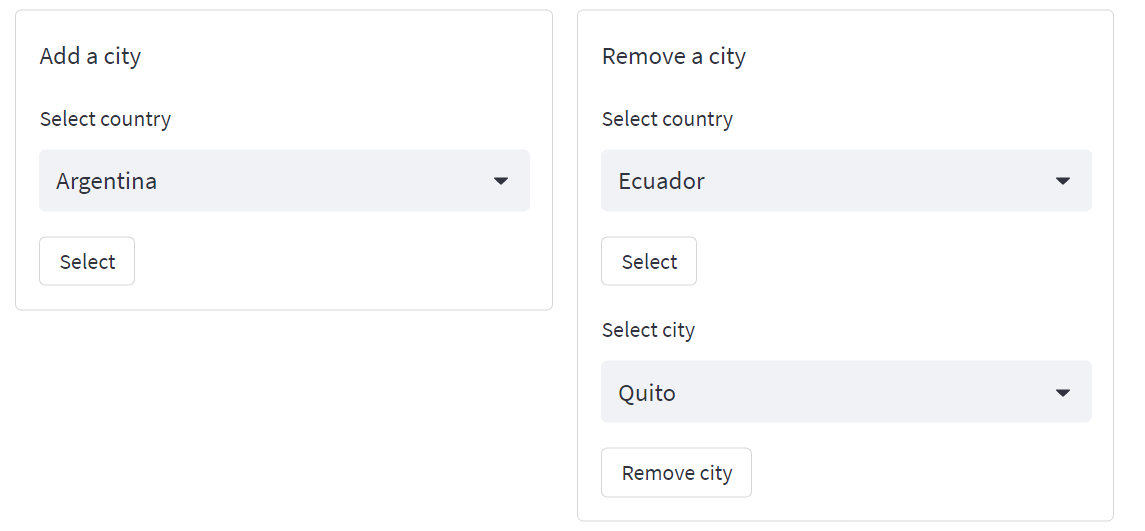 Add a city
Select country
Argentina
Select
Remove a city
Select country
Ecuador
Select
Select city
Quito
Remove city